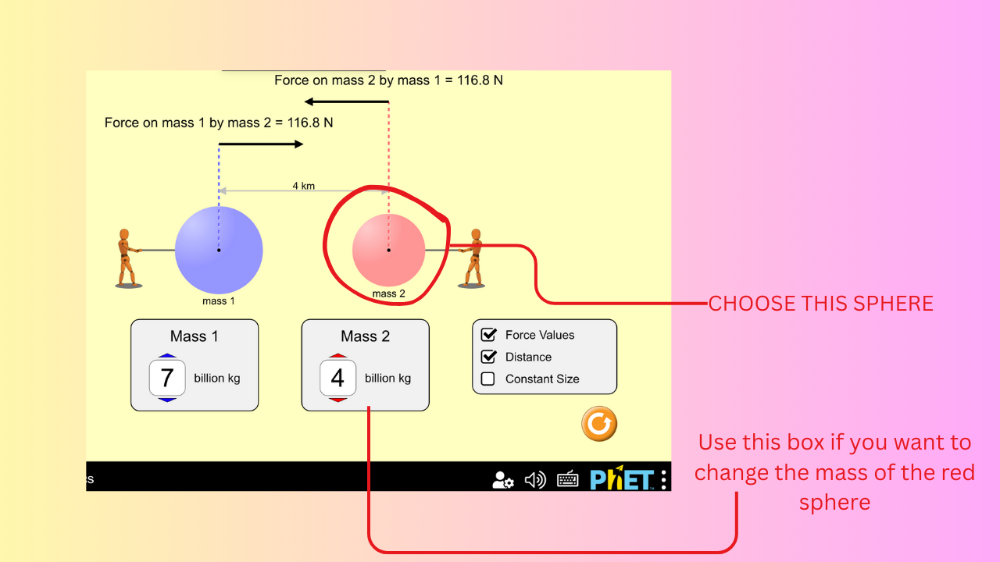 Force on mass 2 by mass 1 = 116.8 N
Force on mass 1 by mass 2 = 116.8 N
4 km
mass 1
mass 2
CHOOSE THIS SPHERE
Mass 1
7 billion kg
Mass 2
4 billion kg
Force Values
Distance
Constant Size
Use this box if you want to
change the mass of the red
sphere
cs
PhET™